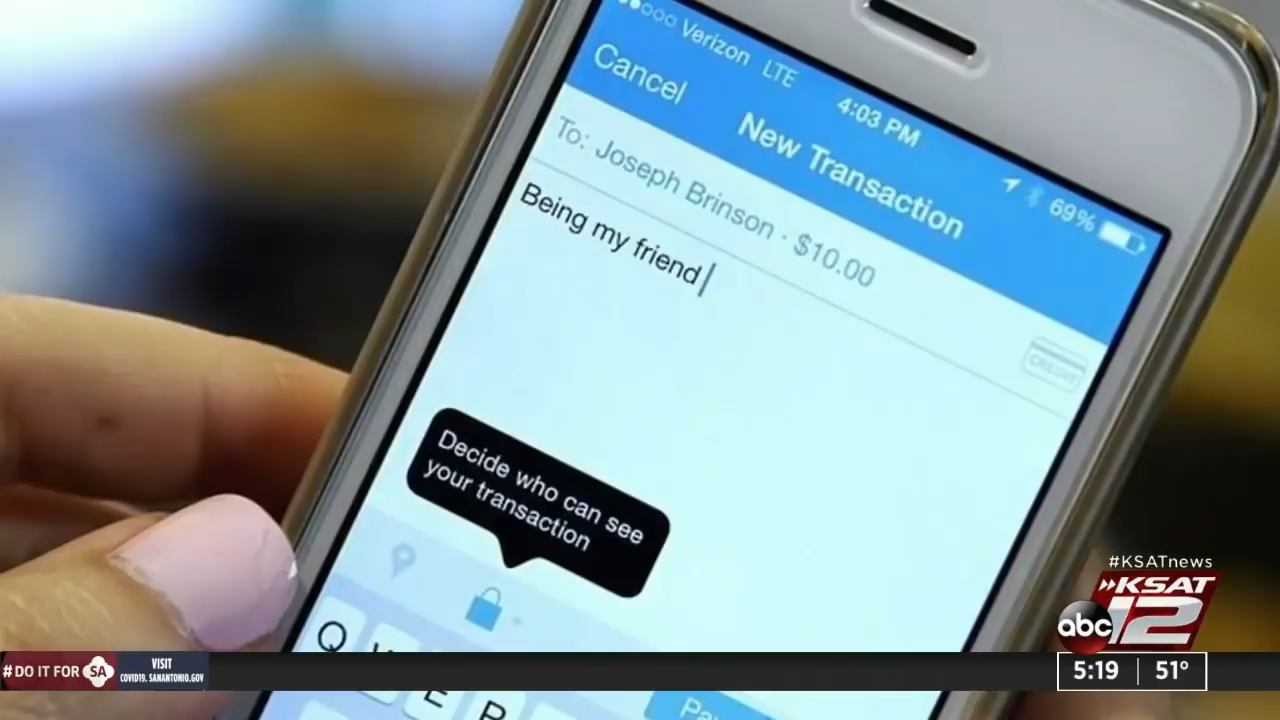 Verizon LTE 4:03 PM 69%
Cancel New Transaction
To: Joseph Brinson · $10.00
Being my friend
CREDIT
Decide who can see
your transaction
Q
E
#KSATnews
KSAT
abc 12
#DO IT FOR SA
VISIT
COVID19.SANANTONIO.GOV
5:19 51°